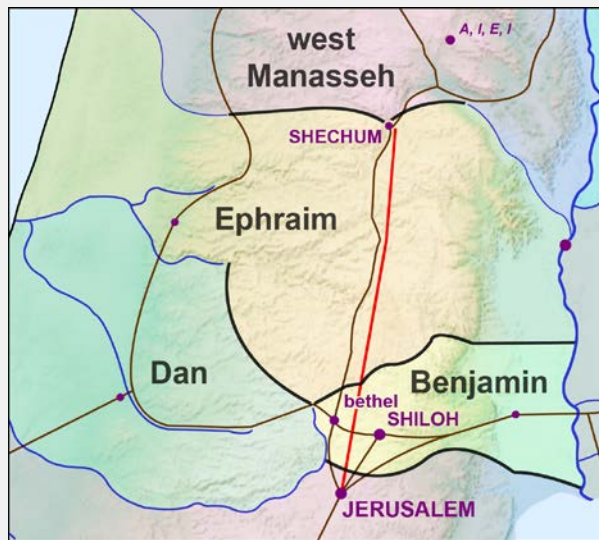 west
Manasseh
A, I, E, I
SHECHUM
Ephraim
Dan
Benjamin
bethel
SHILOH
JERUSALEM